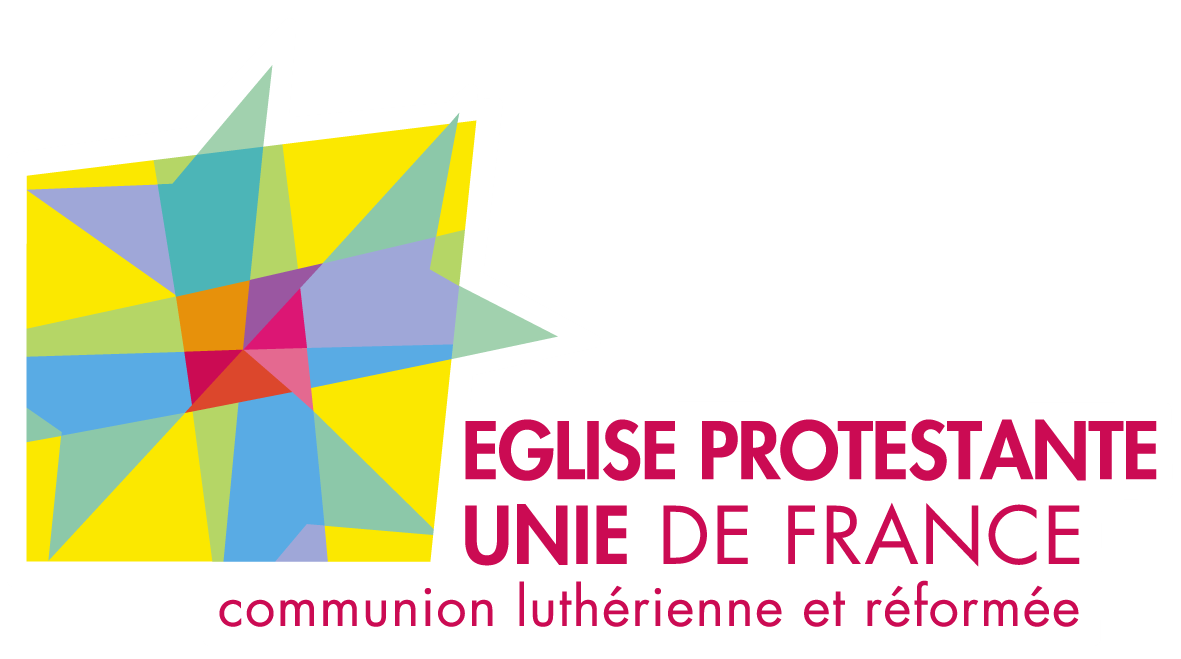 EGLISE PROTESTANTE
UNIE DE FRANCE
communion luthérienne et réformée